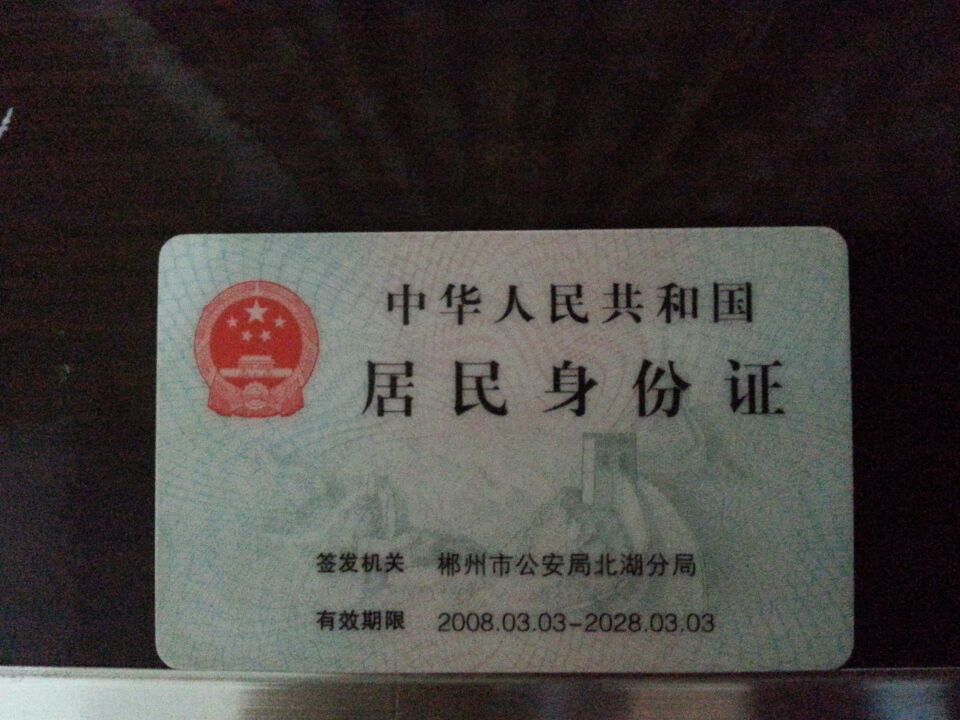 中华人民共和国
居民身份证
签发机关 郴州市公安局北湖分局
有效期限 2008.03.03-2028.03.03